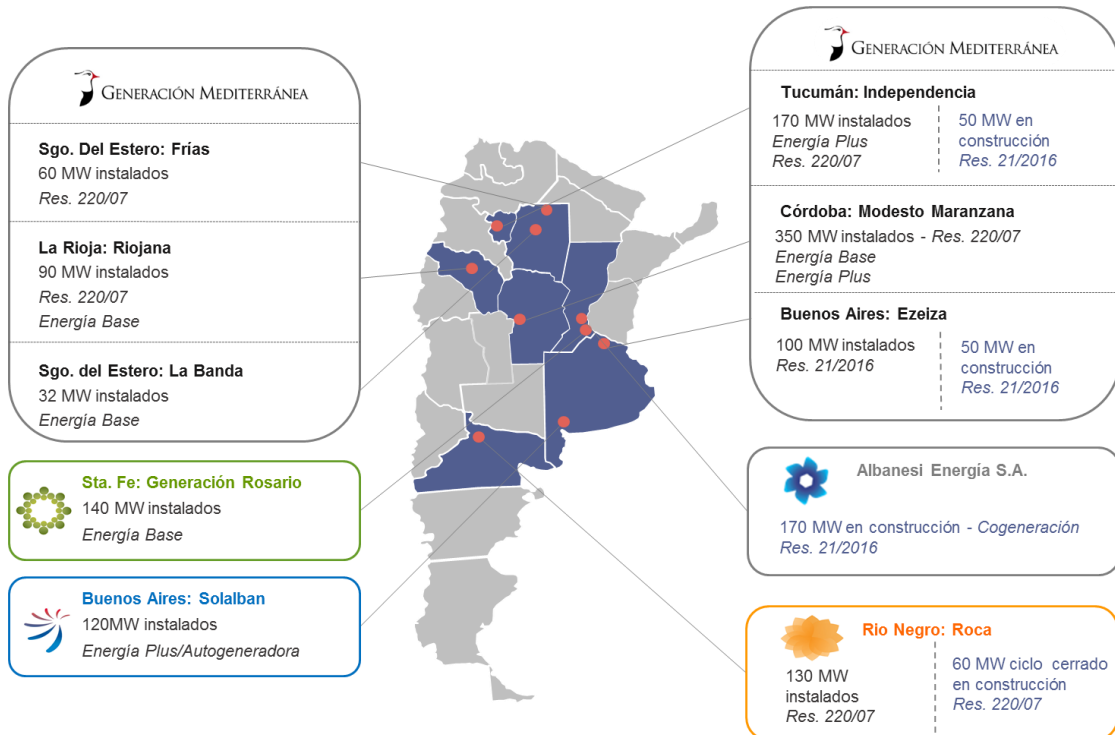 GENERACIÓN MEDITERRÁNEA
Sgo. Del Estero: Frías
60 MW instalados
Res. 220/07
La Rioja: Riojana
90 MW instalados
Res. 220/07
Energía Base
Sgo. del Estero: La Banda
32 MW instalados
Energía Base
Sta. Fe: Generación Rosario
140 MW instalados
Energía Base
Buenos Aires: Solalban
120MW instalados
Energía Plus/Autogeneradora
GENERACIÓN MEDITERRÁNEA
Tucumán: Independencia
170 MW instalados
Energía Plus
Res. 220/07
50 MW en
construcción
Res. 21/2016
Córdoba: Modesto Maranzana
350 MW instalados - Res. 220/07
Energía Base
Energía Plus
Buenos Aires: Ezeiza
100 MW instalados
Res. 21/2016
50 MW en
construcción
Res. 21/2016
Albanesi Energía S.A.
170 MW en construcción - Cogeneración
Res. 21/2016
Rio Negro: Roca
130 MW
instalados
Res. 220/07
60 MW ciclo cerrado
en construcción
Res. 220/07